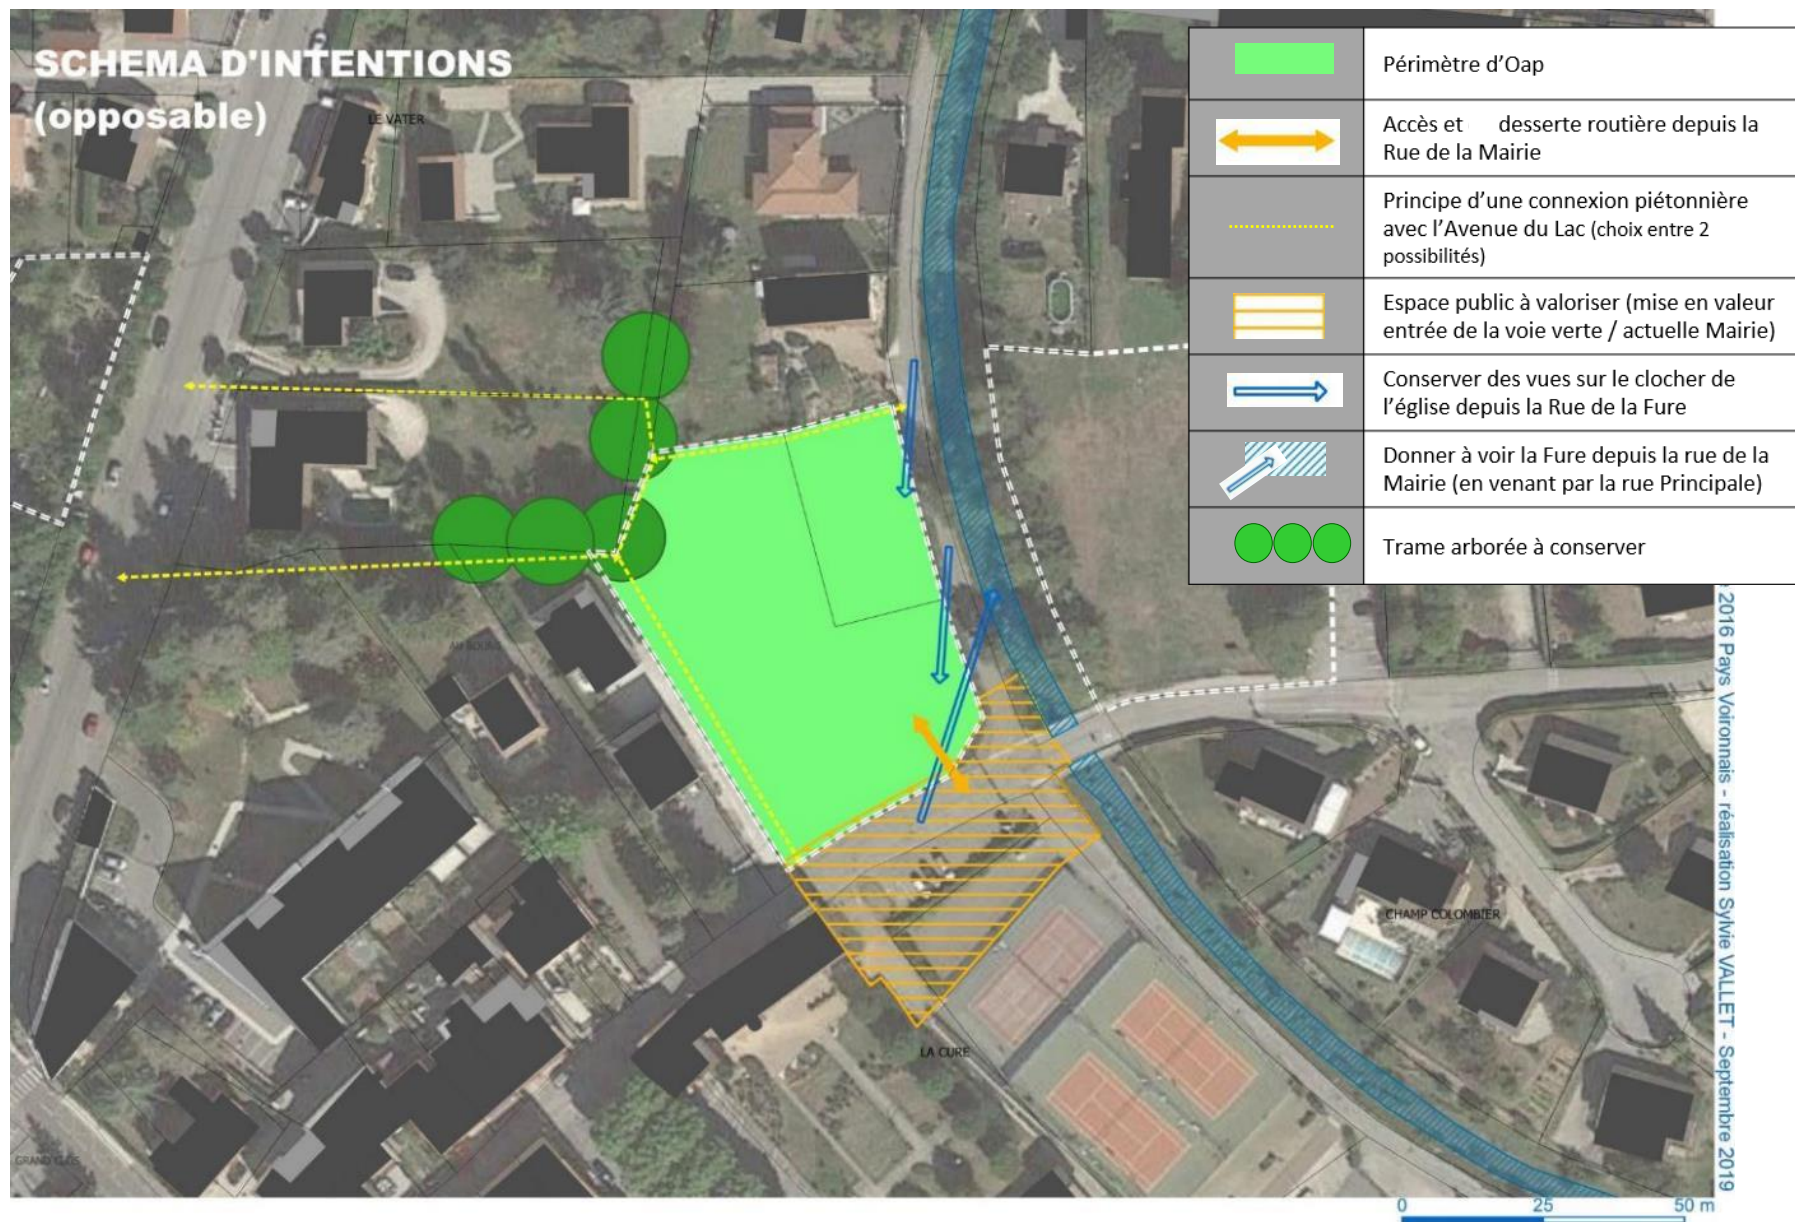 SCHEMA D'INTENTIONS
(opposable)
LE VATER
CHAMP COLOMBIER
LA CURE
GRAND CLOS
Périmètre d'Oap
Accès et desserte routière depuis la
Rue de la Mairie
Principe d'une connexion piétonnière
avec l'Avenue du Lac (choix entre 2
possibilités)
Espace public à valoriser (mise en valeur
entrée de la voie verte / actuelle Mairie)
Conserver des vues sur le clocher de
l'église depuis la Rue de la Fure
Donner à voir la Fure depuis la rue de la
Mairie (en venant par la rue Principale)
Trame arborée à conserver
2016 Pays Voironnais - réalisation Sylvie VALLET - Septembre 2019
0 25 50 m